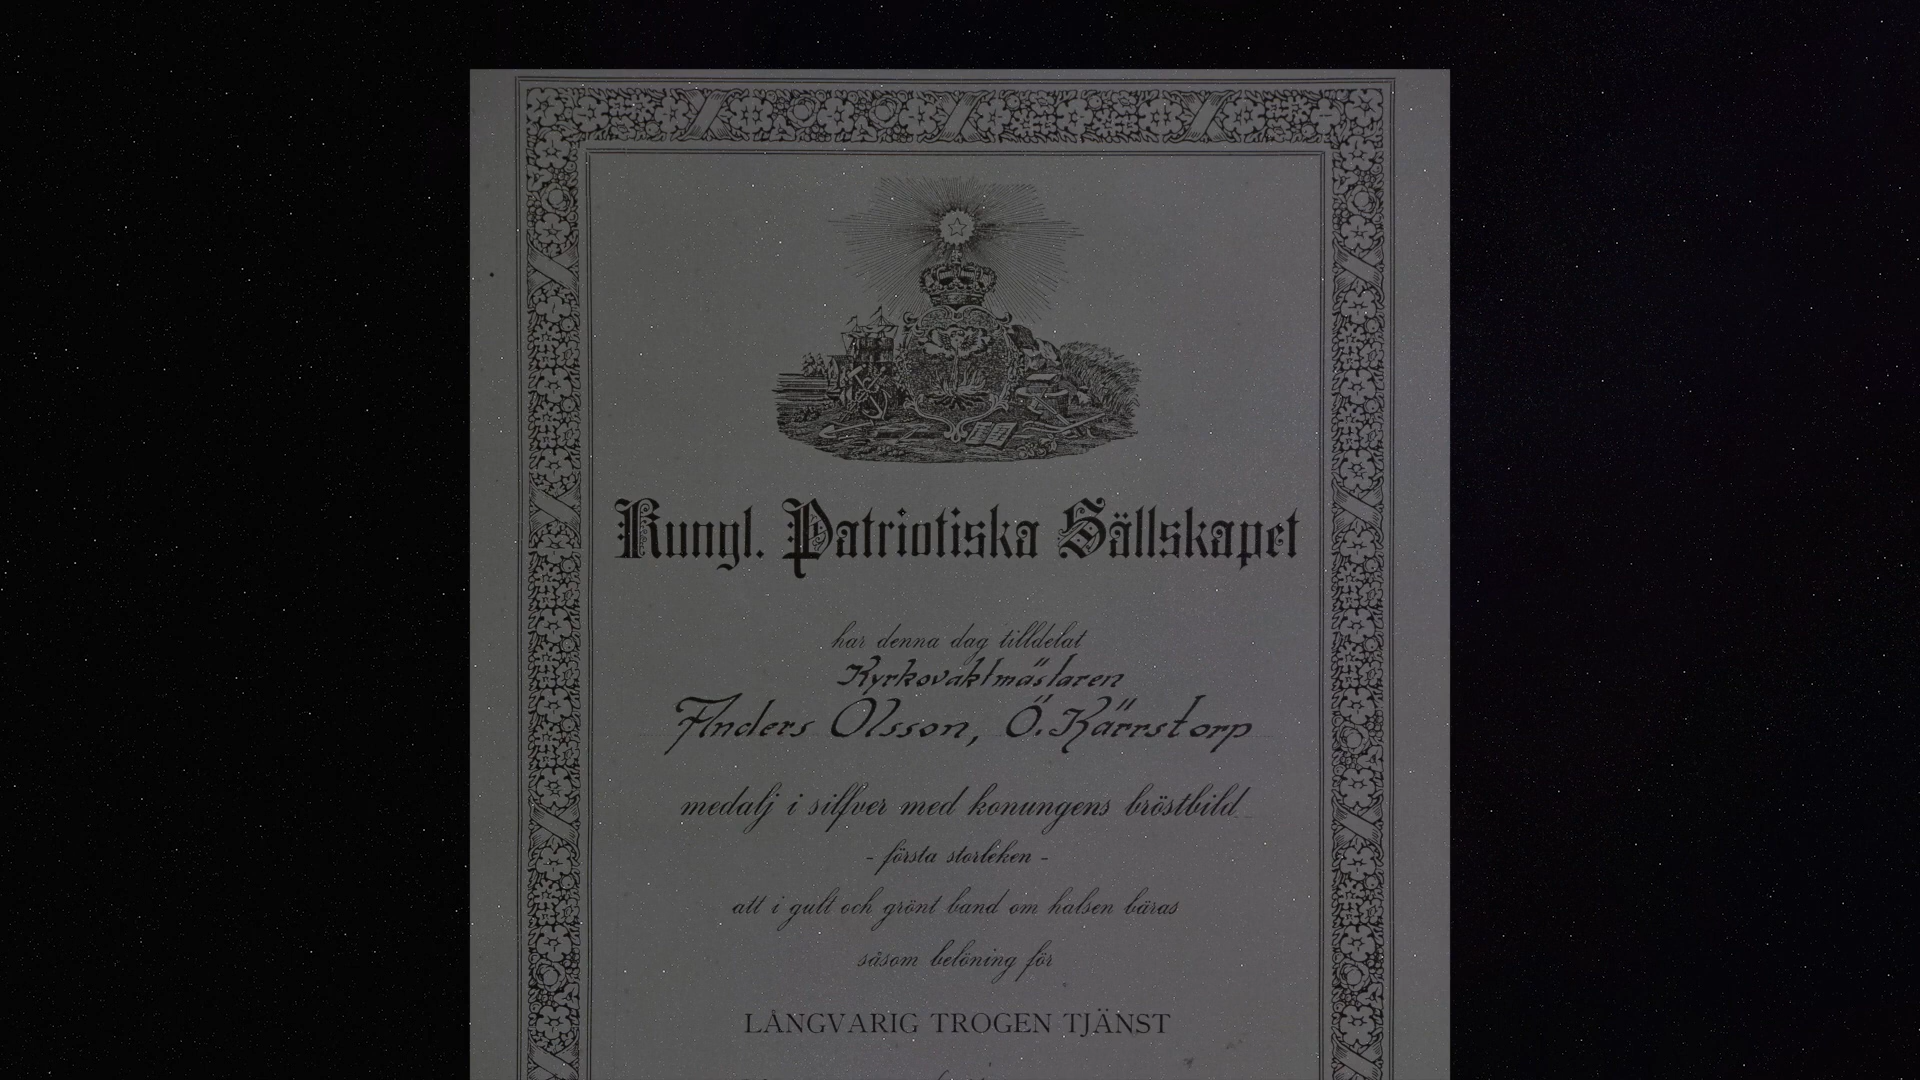 Kungl. Patriotiska Sällskapet
har denna dag tilldelat
Kyrkovaktmästaren
Anders Olsson, Ö. Kärrstorp
medalj i silfver med konungens bröstbild
- första storleken -
att i gult och grönt band om halsen bäras
såsom belöning för
LÅNGVARIG TROGEN TJÄNST